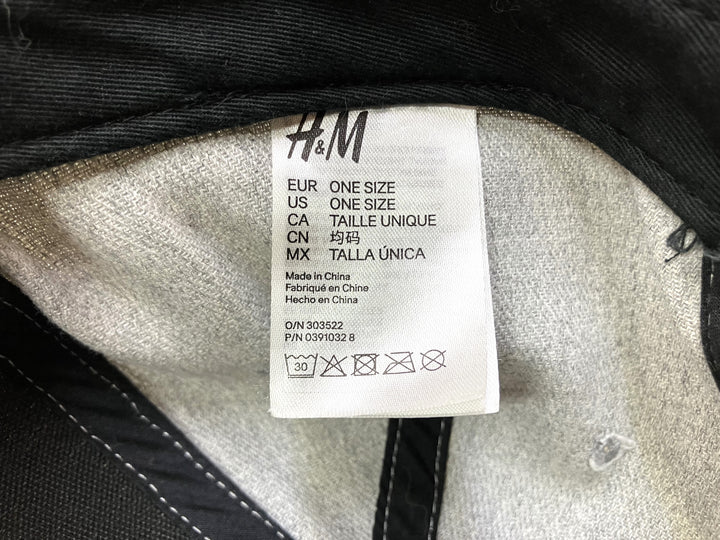 H&M
EUR ONE SIZE
US ONE SIZE
CA TAILLE UNIQUE
CN 均码
MX TALLA ÚNICA
Made in China
Fabriqué en Chine
Hecho en China
O/N 303522
P/N 0391032 8
30